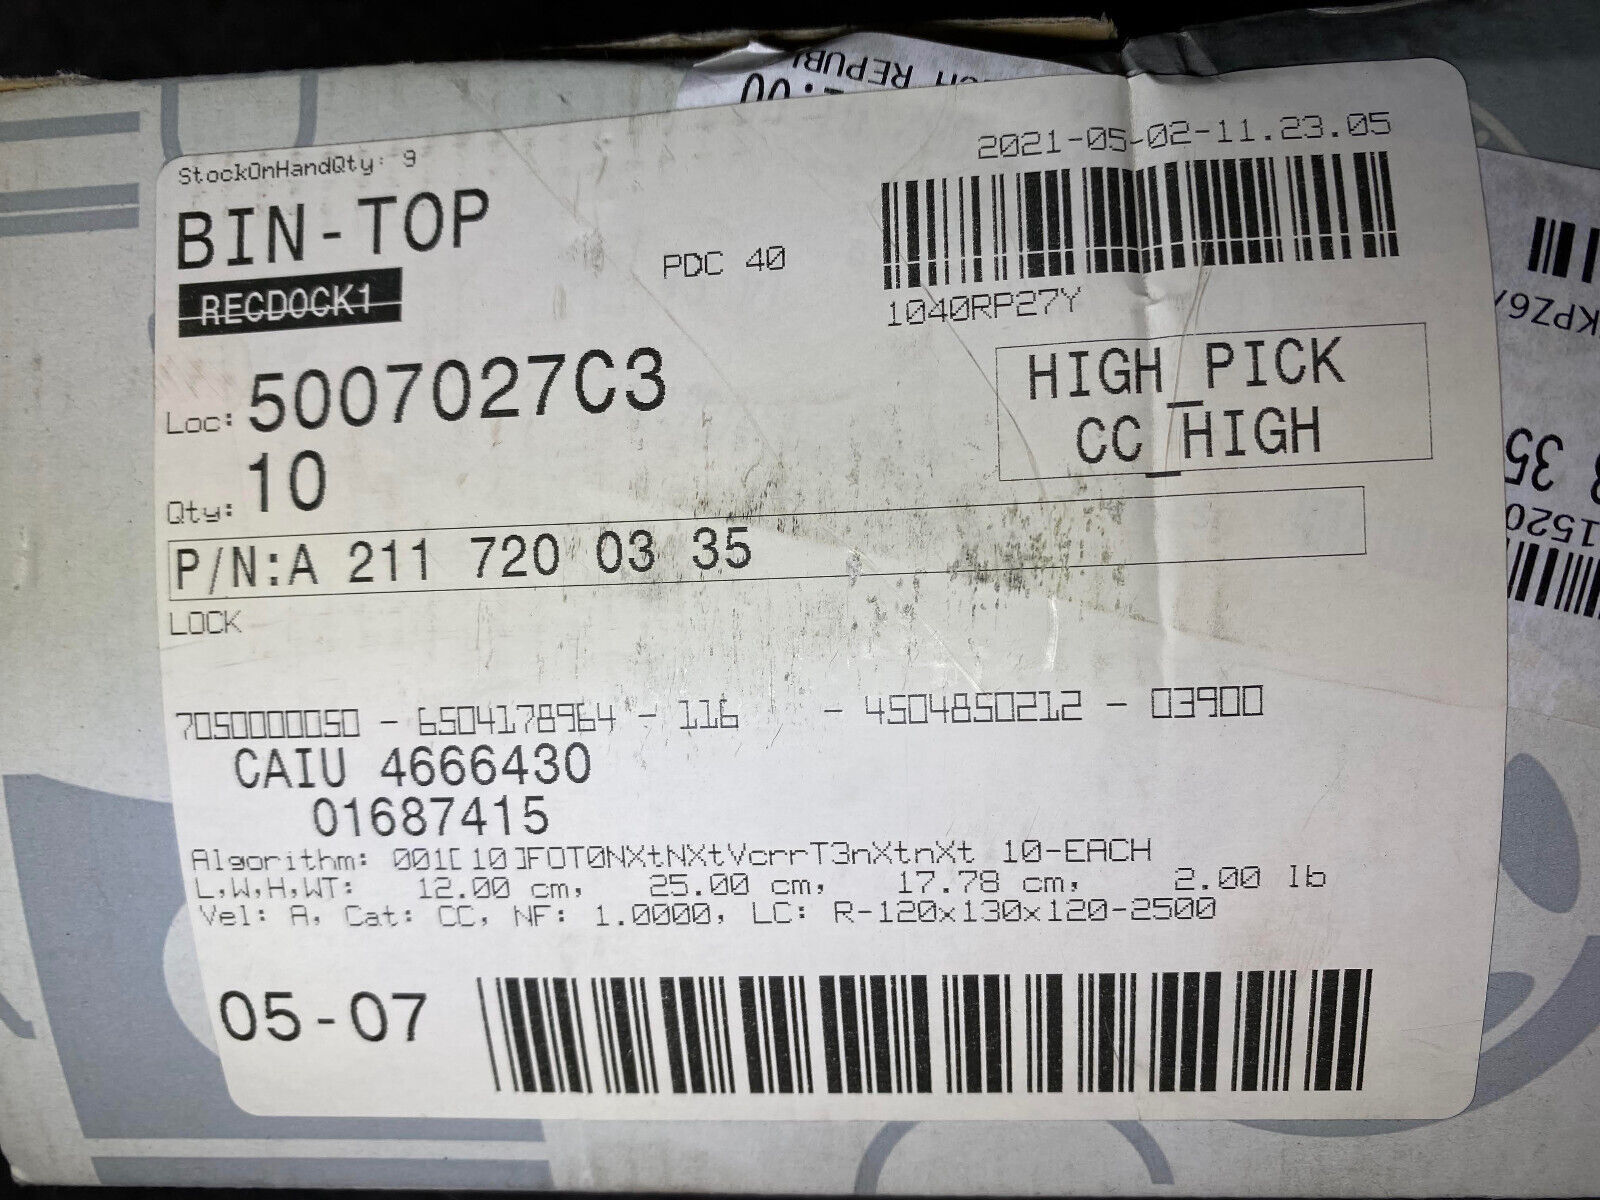 StockOnHandQty: 9
2021-05-02-11.23.05
BIN-TOP
PDC 40
RECDOCK1
1040RP27Y
Loc: 5007027C3
HIGH_PICK
CC_HIGH
Qty: 10
P/N:A 211 720 03 35
LOCK
7050000050 - 6504178964 - 116 - 4504850212 - 03900
CAIU 4666430
01687415
Algorithm: 001[10]FOT0NXtNXtVcrrT3nXtnXt 10-EACH
L,W,H,WT: 12.00 cm, 25.00 cm, 17.78 cm, 2.00 lb
Vel: A, Cat: CC, NF: 1.0000, LC: R-120x130x120-2500
05-07
35